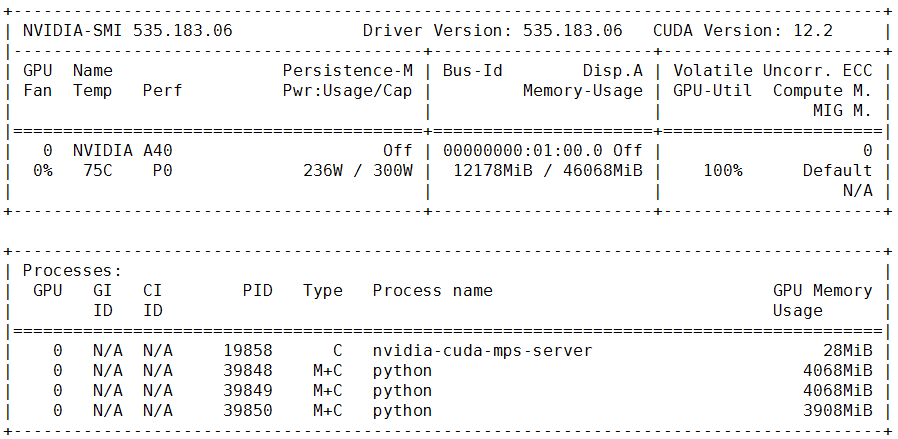 +---------------------------------------------------------------------------------------+
| NVIDIA-SMI 535.183.06             Driver Version: 535.183.06   CUDA Version: 12.2     |
|-----------------------------------------+----------------------+----------------------+
| GPU  Name                 Persistence-M | Bus-Id        Disp.A | Volatile Uncorr. ECC |
| Fan  Temp   Perf          Pwr:Usage/Cap |         Memory-Usage | GPU-Util  Compute M. |
|                                         |                      |               MIG M. |
|=========================================+======================+======================|
|   0  NVIDIA A40                     Off | 00000000:01:00.0 Off |                    0 |
|  0%   75C    P0             236W / 300W |  12178MiB / 46068MiB |    100%      Default |
|                                         |                      |                  N/A |
+-----------------------------------------+----------------------+----------------------+

+---------------------------------------------------------------------------------------+
| Processes:                                                                            |
|  GPU   GI   CI        PID   Type   Process name                            GPU Memory |
|        ID   ID                                                             Usage      |
|=======================================================================================|
|    0   N/A  N/A     19858      C   nvidia-cuda-mps-server                       28MiB |
|    0   N/A  N/A     39848    M+C   python                                     4068MiB |
|    0   N/A  N/A     39849    M+C   python                                     4068MiB |
|    0   N/A  N/A     39850    M+C   python                                     3908MiB |
+---------------------------------------------------------------------------------------+